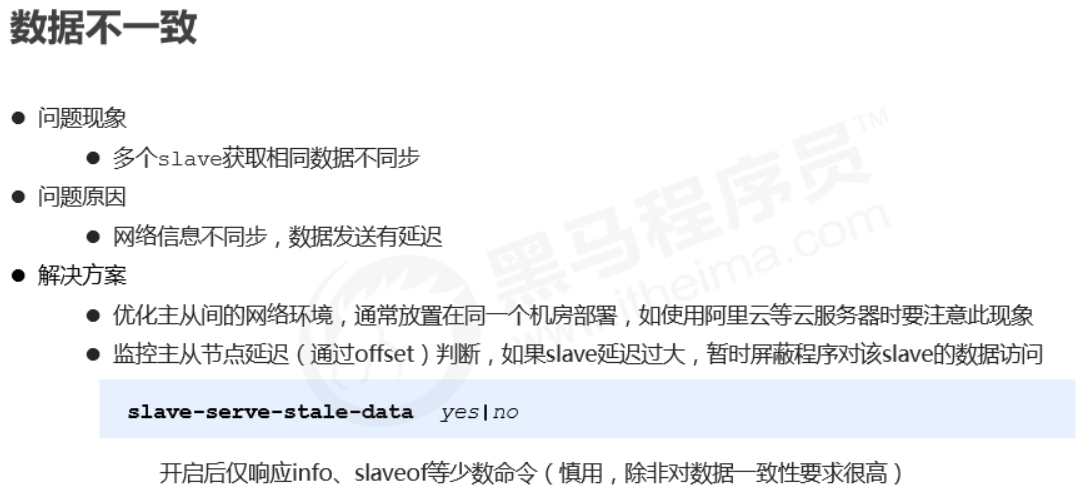 数据不一致
● 问题现象
● 多个slave获取相同数据不同步
● 问题原因
● 网络信息不同步，数据发送有延迟
● 解决方案
● 优化主从间的网络环境，通常放置在同一个机房部署，如使用阿里云等云服务器时要注意此现象
● 监控主从节点延迟（通过offset）判断，如果slave延迟过大，暂时屏蔽程序对该slave的数据访问
slave-serve-stale-data yes|no
开启后仅响应info、slaveof等少数命令（慎用，除非对数据一致性要求很高）
黑马程序员™
www.itheima.com